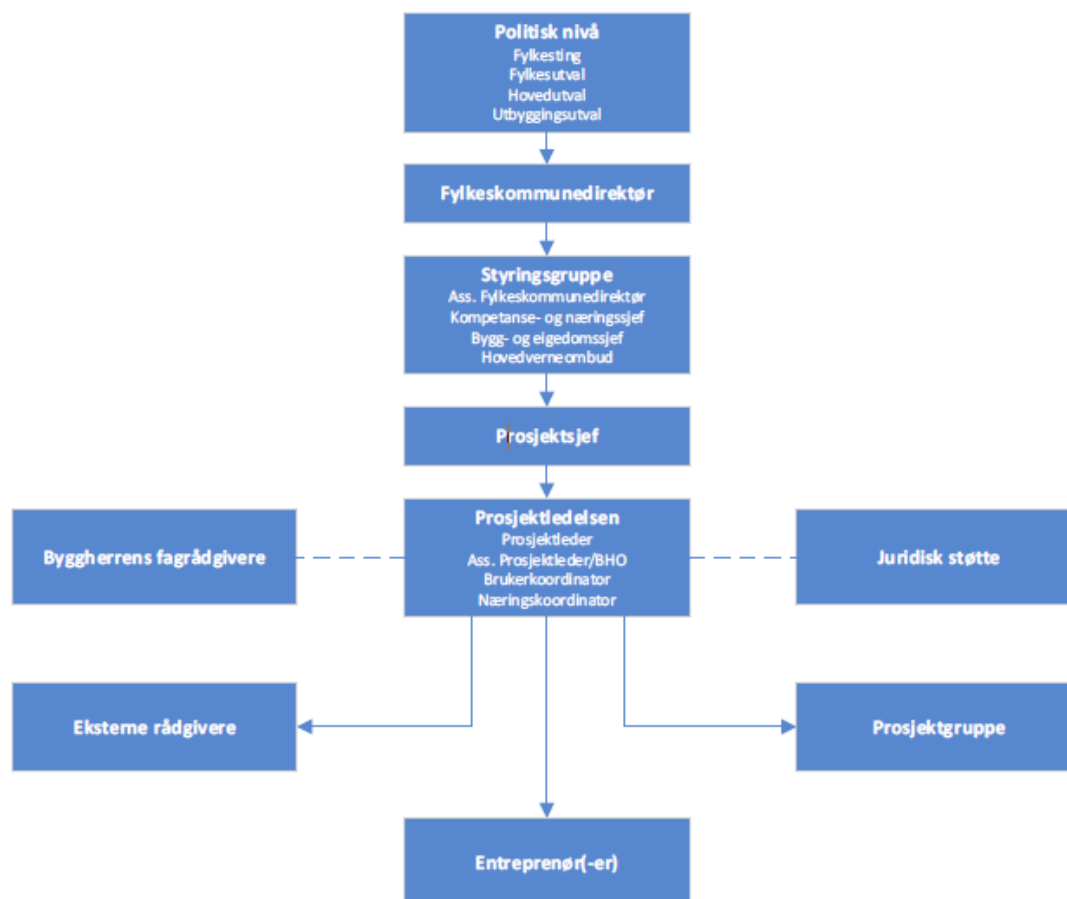 Politisk nivå
Fylkesting
Fylkesutval
Hovedutval
Utbyggingsutval
Fylkeskommunedirektør
Styringsgruppe
Ass. Fylkeskommunedirektør
Kompetanse- og næringssjef
Bygg- og eigedomssjef
Hovedverneombud
Prosjektsjef
Prosjektledelsen
Prosjektleder
Ass. Prosjektleder/BHO
Brukerkoordinator
Næringskoordinator
Byggherrens fagrådgivere
Juridisk støtte
Eksterne rådgivere
Prosjektgruppe
Entreprenør(-er)